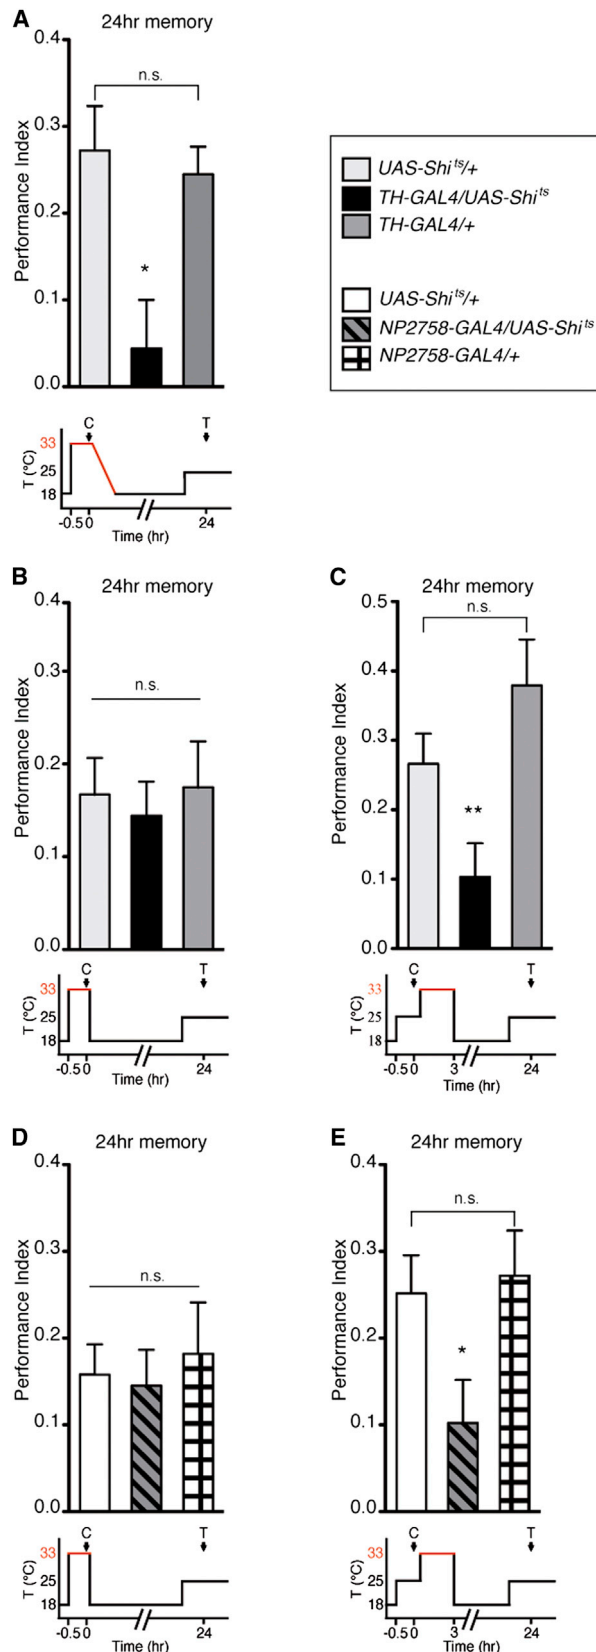 A
24hr memory
0.4
0.3
0.2
0.1
0.0
Performance Index
n.s.
*
C
T
33
25
18
T (°C)
-0.5 0
24
Time (hr)
UAS-Shi^ts/+
TH-GAL4/UAS-Shi^ts
TH-GAL4/+
UAS-Shi^ts/+
NP2758-GAL4/UAS-Shi^ts
NP2758-GAL4/+
B
24hr memory
0.4
0.3
0.2
0.1
0.0
Performance Index
n.s.
C
T
33
25
18
T (°C)
-0.5 0
24
Time (hr)
C
24hr memory
0.5
0.4
0.3
0.2
0.1
0.0
Performance Index
n.s.
**
C
T
33
25
18
T (°C)
-0.5 0
3
24
Time (hr)
D
24hr memory
0.4
0.3
0.2
0.1
0.0
Performance Index
n.s.
C
T
33
25
18
T (°C)
-0.5 0
24
Time (hr)
E
24hr memory
0.4
0.3
0.2
0.1
0.0
Performance Index
n.s.
*
C
T
33
25
18
T (°C)
-0.5 0
3
24
Time (hr)